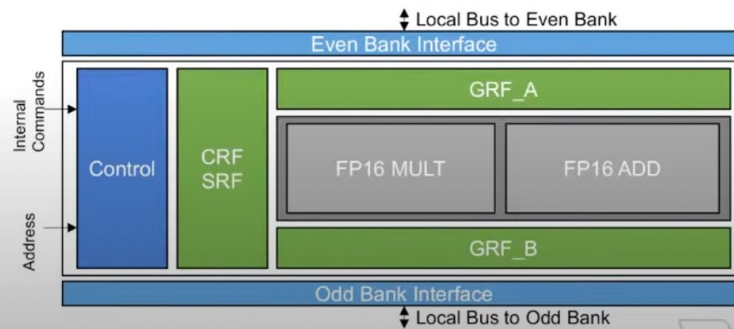 Local Bus to Even Bank
Even Bank Interface
Internal
Commands
Address
Control
CRF
SRF
GRF_A
FP16 MULT
FP16 ADD
GRF_B
Odd Bank Interface
Local Bus to Odd Bank